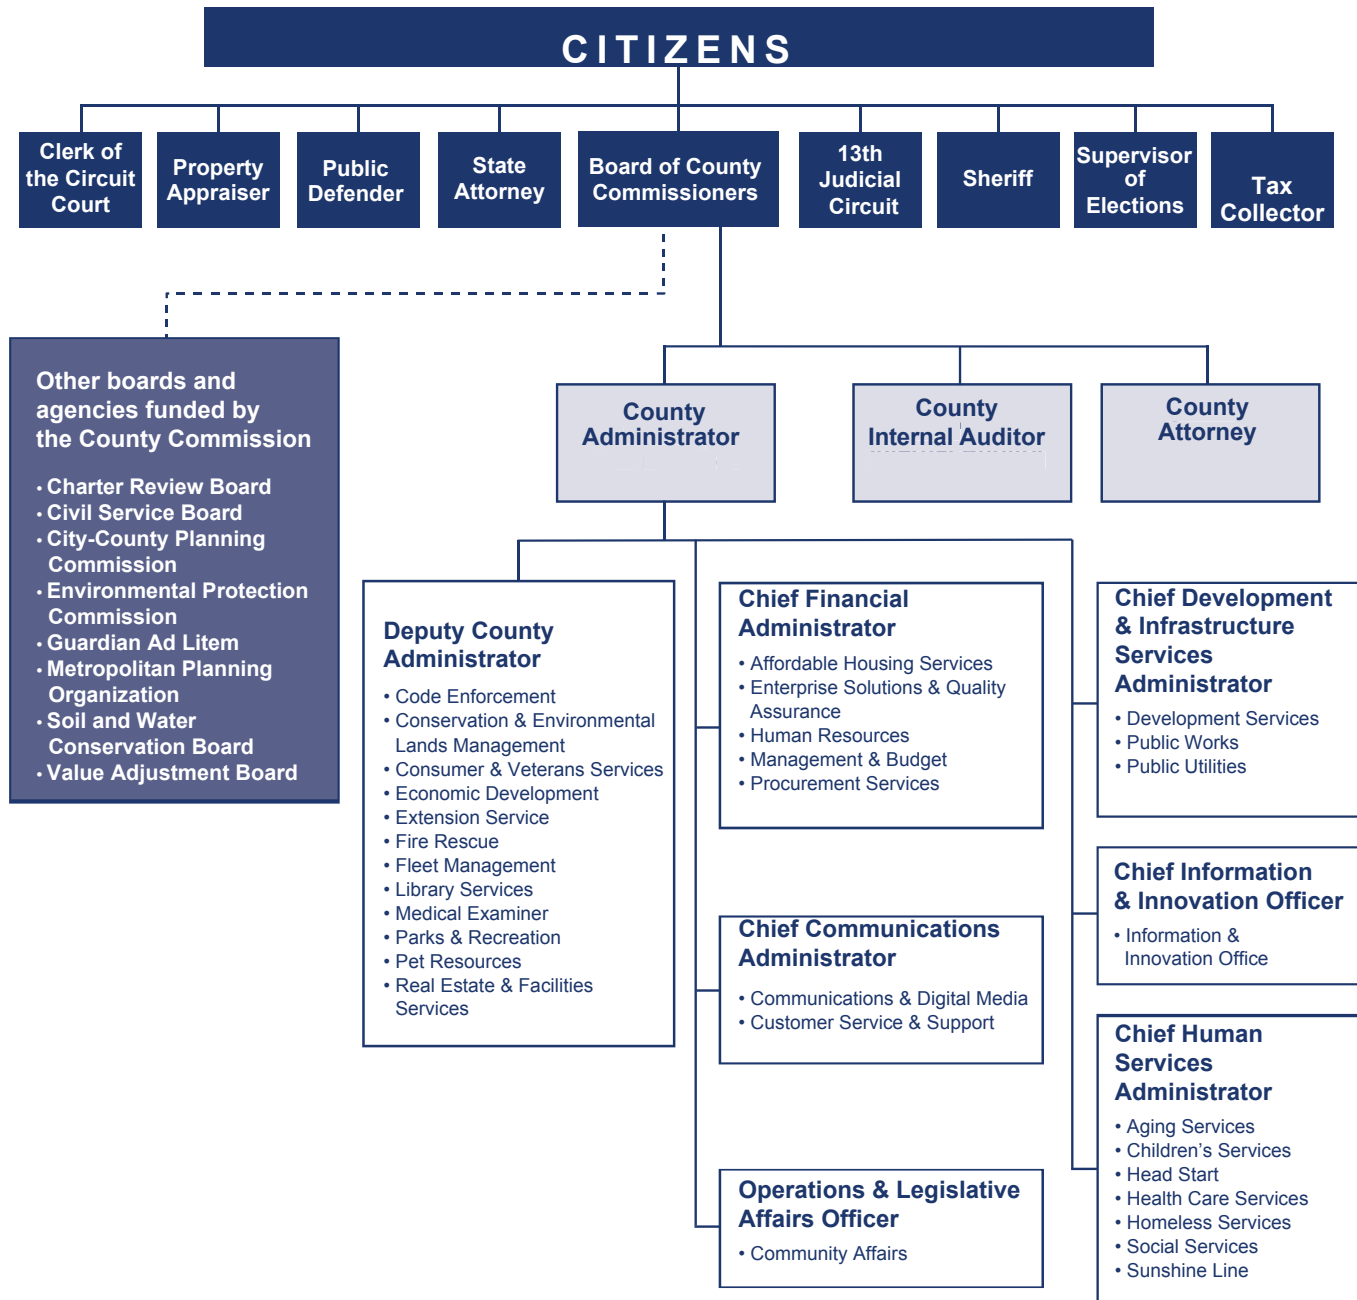 CITIZENS
Clerk of
the Circuit
Court
Property
Appraiser
Public
Defender
State
Attorney
Board of County
Commissioners
13th
Judicial
Circuit
Sheriff
Supervisor
of
Elections
Tax
Collector
Other boards and
agencies funded by
the County Commission
• Charter Review Board
• Civil Service Board
• City-County Planning
Commission
• Environmental Protection
Commission
• Guardian Ad Litem
• Metropolitan Planning
Organization
• Soil and Water
Conservation Board
• Value Adjustment Board
County
Administrator
County
Internal Auditor
County
Attorney
Deputy County
Administrator
• Code Enforcement
• Conservation & Environmental
Lands Management
• Consumer & Veterans Services
• Economic Development
• Extension Service
• Fire Rescue
• Fleet Management
• Library Services
• Medical Examiner
• Parks & Recreation
• Pet Resources
• Real Estate & Facilities
Services
Chief Financial
Administrator
• Affordable Housing Services
• Enterprise Solutions & Quality
Assurance
• Human Resources
• Management & Budget
• Procurement Services
Chief Communications
Administrator
• Communications & Digital Media
• Customer Service & Support
Operations & Legislative
Affairs Officer
• Community Affairs
Chief Development
& Infrastructure
Services
Administrator
• Development Services
• Public Works
• Public Utilities
Chief Information
& Innovation Officer
• Information &
Innovation Office
Chief Human
Services
Administrator
• Aging Services
• Children's Services
• Head Start
• Health Care Services
• Homeless Services
• Social Services
• Sunshine Line